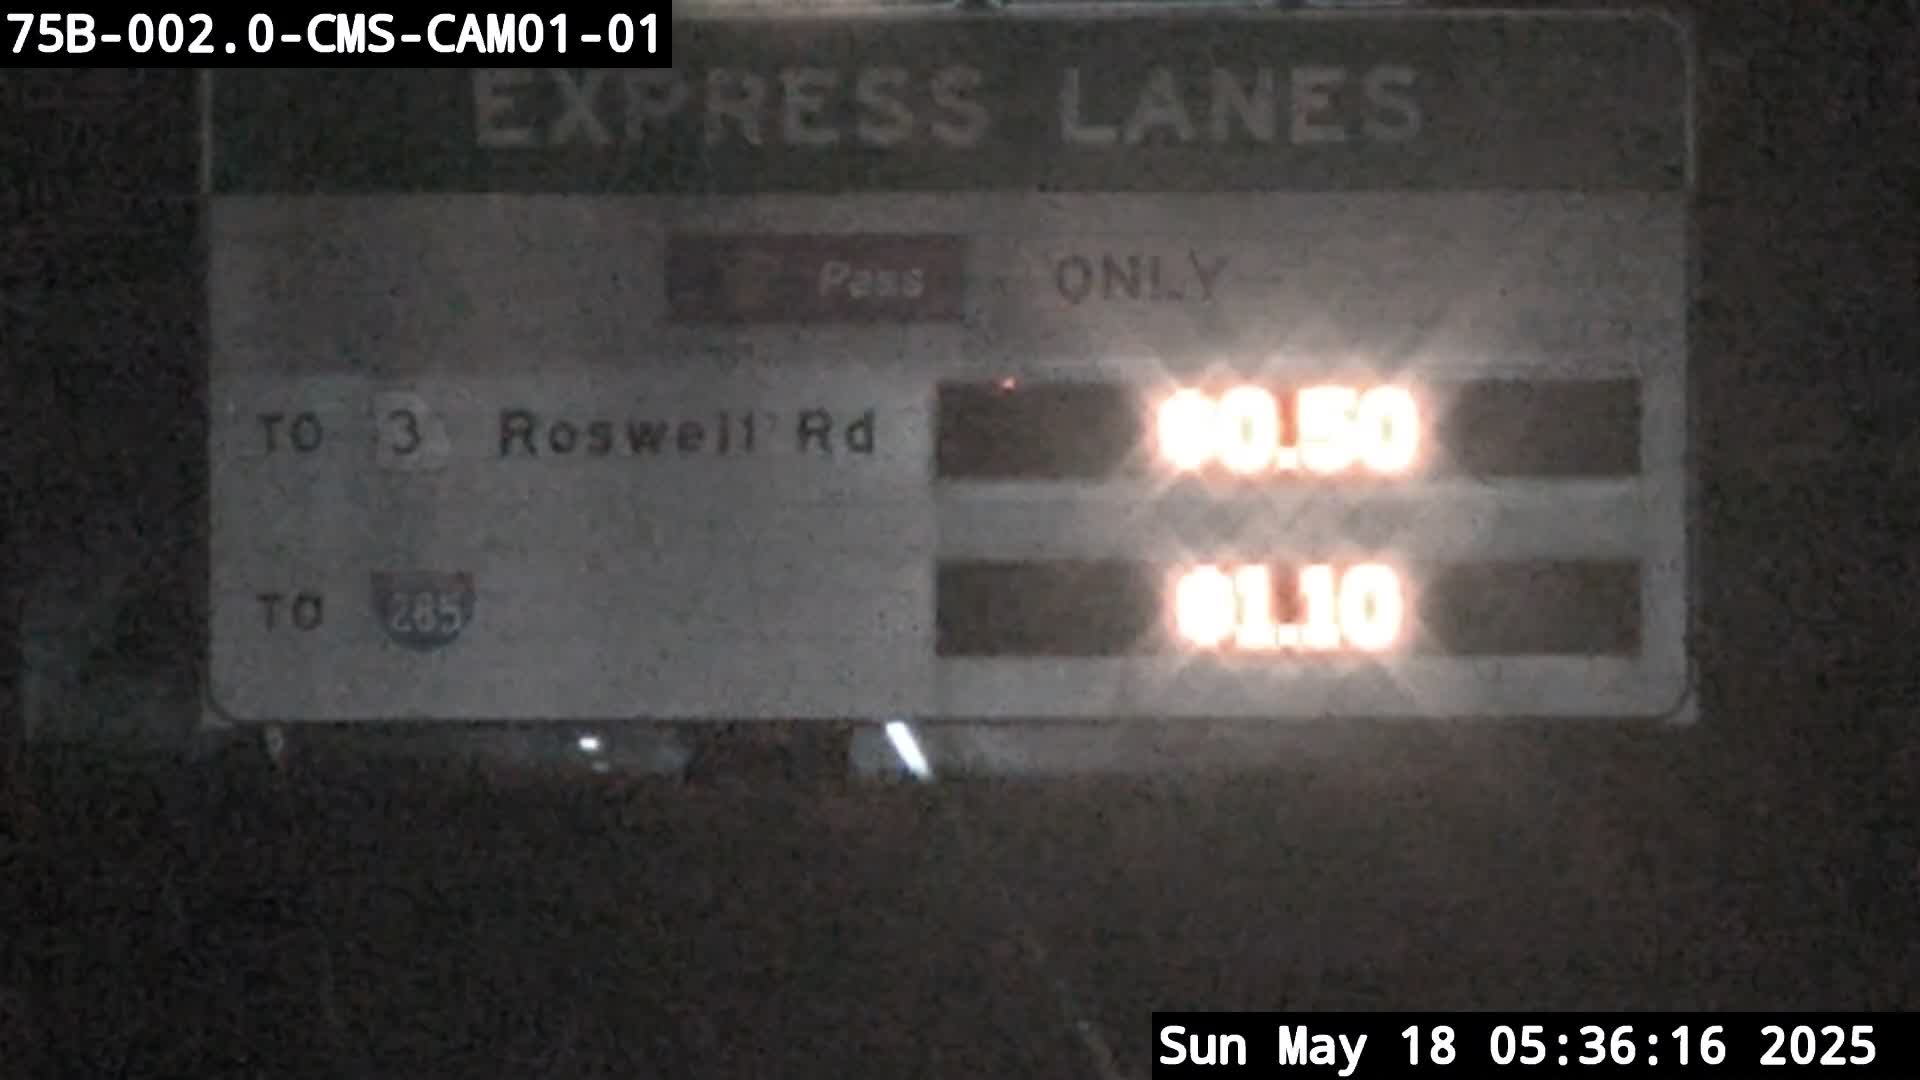 75B-002.0-CMS-CAM01-01
EXPRESS LANES
Pass ONLY
TO 3 Roswell Rd $0.50
TO 285 $1.10
Sun May 18 05:36:16 2025